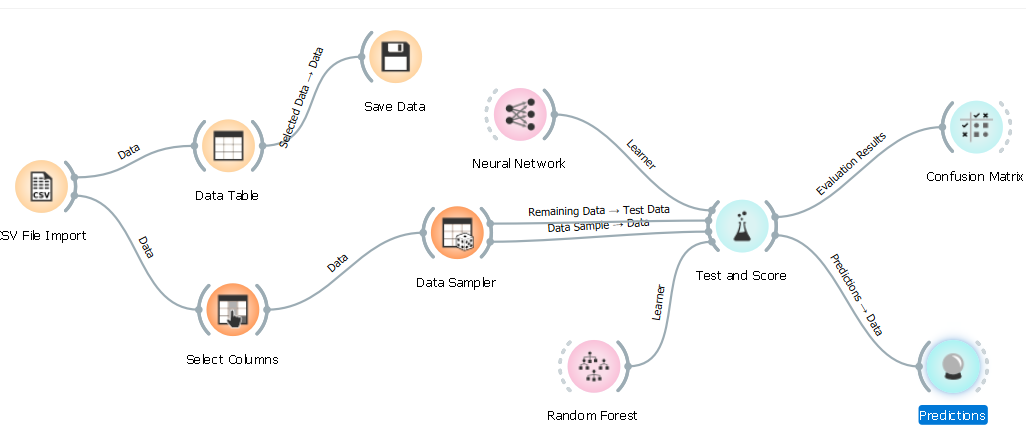 Selected Data → Data
Save Data
Data
Data Table
CSV
CSV File Import
Neural Network
Learner
Evaluation Results
Confusion Matrix
Data
Data
Data Sampler
Remaining Data → Test Data
Data Sample → Data
Test and Score
Select Columns
Learner
Random Forest
Predictions → Data
Predictions